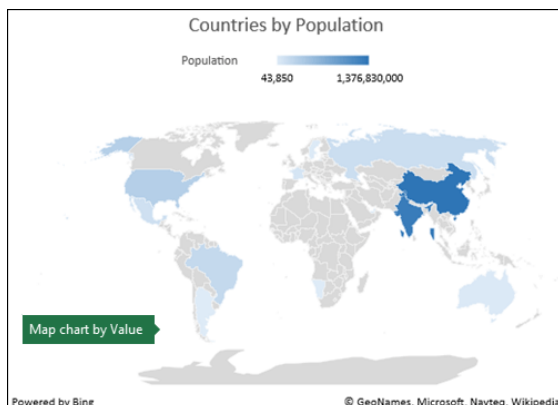 Countries by Population
Population
43,850 1,376,830,000
Map chart by Value
Powered by Bing
© GeoNames, Microsoft, Navteq, Wikipedia